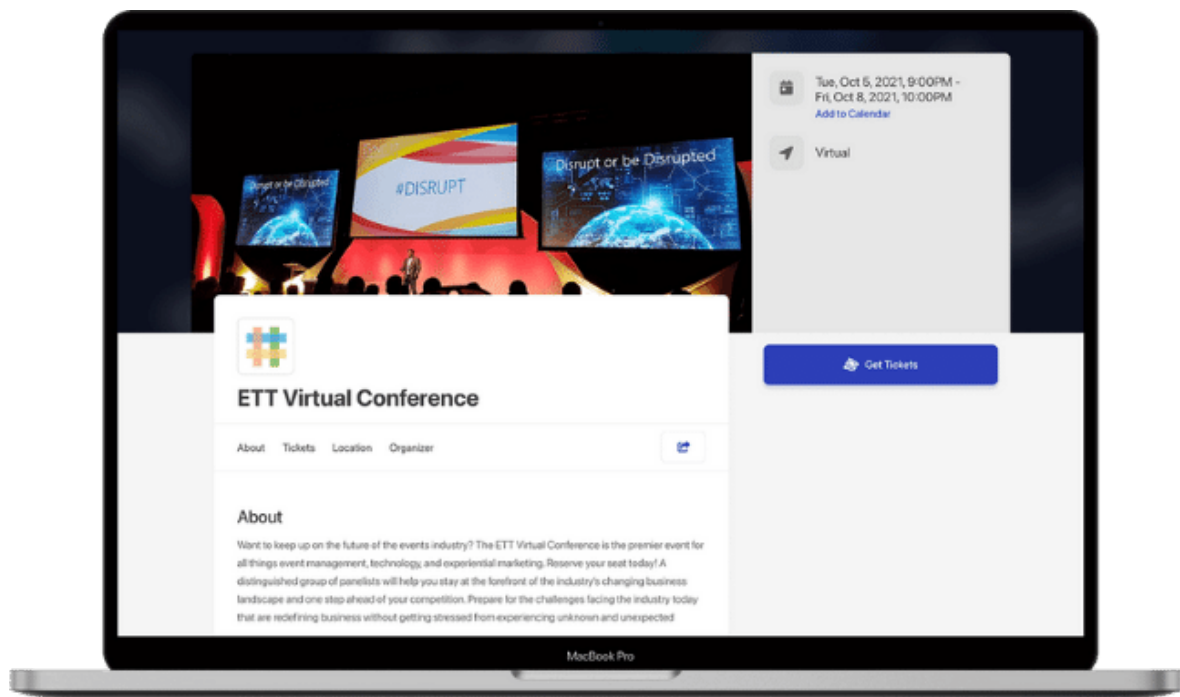 Disrupt or be Disrupted
#DISRUPT
Disrupt or be Disrupted
Tue, Oct 5, 2021, 9:00PM -
Fri, Oct 8, 2021, 10:00PM
Add to Calendar
Virtual
Get Tickets
ETT Virtual Conference
About Tickets Location Organizer
About
Want to keep up on the future of the events industry? The ETT Virtual Conference is the premier event for
all things event management, technology, and experiential marketing. Reserve your seat today! A
distinguished group of panelists will help you stay at the forefront of the industry's changing business
landscape and one step ahead of your competition. Prepare for the challenges facing the industry today
that are redefining business without getting stressed from experiencing unknown and unexpected
MacBook Pro